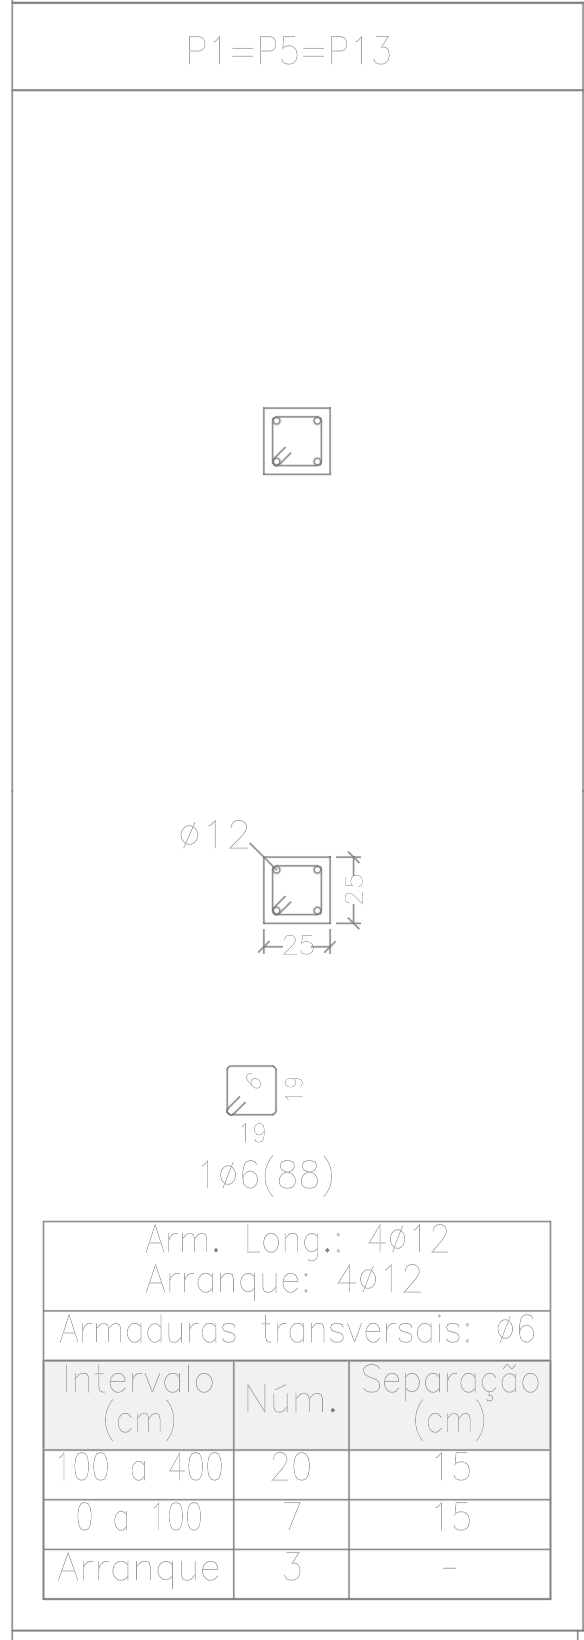 P1=P5=P13
ø12
25
25
6
19
19
1ø6(88)
Arm. Long.: 4ø12
Arranque: 4ø12
Armaduras transversais: ø6
Intervalo (cm) Núm. Separação (cm)
100 a 400 20 15
0 a 100 7 15
Arranque 3 -